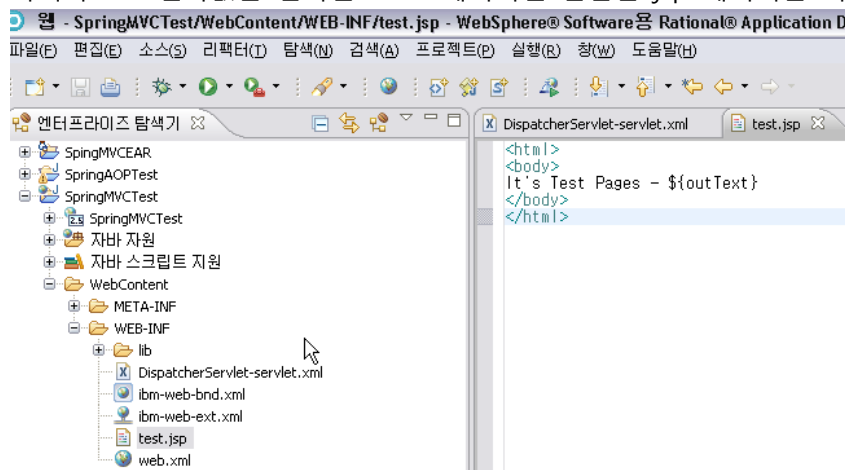 웹 - SpringMVCTest/WebContent/WEB-INF/test.jsp - WebSphere® Software용 Rational® Application D
파일(F) 편집(E) 소스(S) 리팩터(T) 탐색(N) 검색(A) 프로젝트(P) 실행(R) 창(W) 도움말(H)
엔터프라이즈 탐색기
SpingMVCEAR
SpringAOPTest
SpringMVCTest
2.5 SpringMVCTest
자바 자원
자바 스크립트 지원
WebContent
META-INF
WEB-INF
lib
DispatcherServlet-servlet.xml
ibm-web-bnd.xml
ibm-web-ext.xml
test.jsp
web.xml
DispatcherServlet-servlet.xml test.jsp
<html>
<body>
It's Test Pages - ${outText}
</body>
</html>